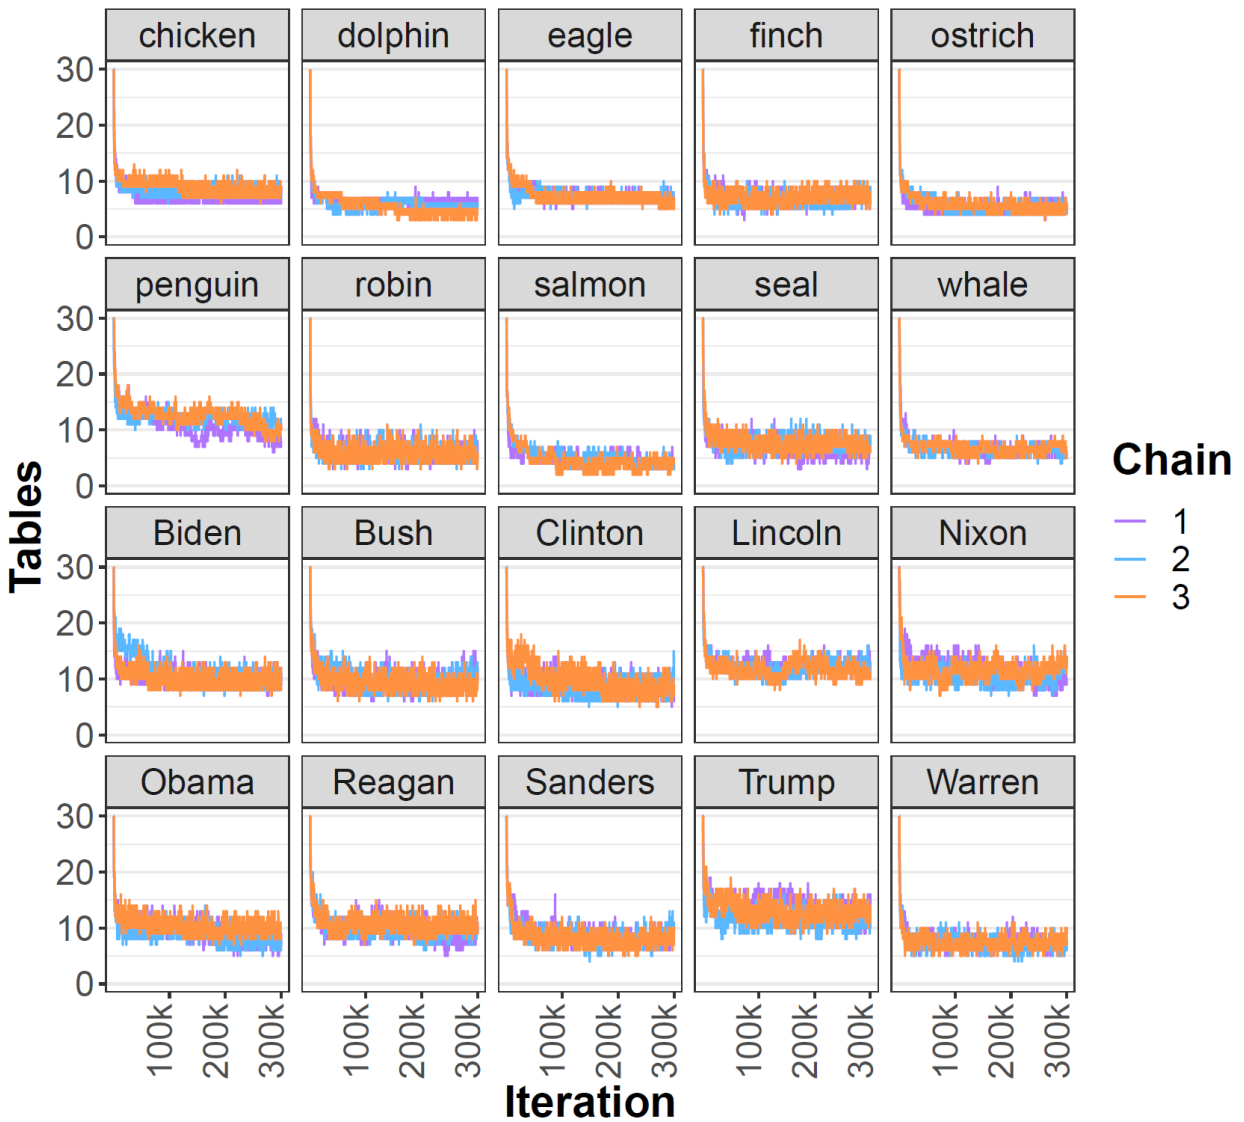 chicken dolphin eagle finch ostrich
30
20
10
0
penguin robin salmon seal whale
30
20
10
0
Biden Bush Clinton Lincoln Nixon
30
20
10
0
Obama Reagan Sanders Trump Warren
30
20
10
0
100k 200k 300k 100k 200k 300k 100k 200k 300k 100k 200k 300k 100k 200k 300k
Iteration
Tables
Chain
1
2
3